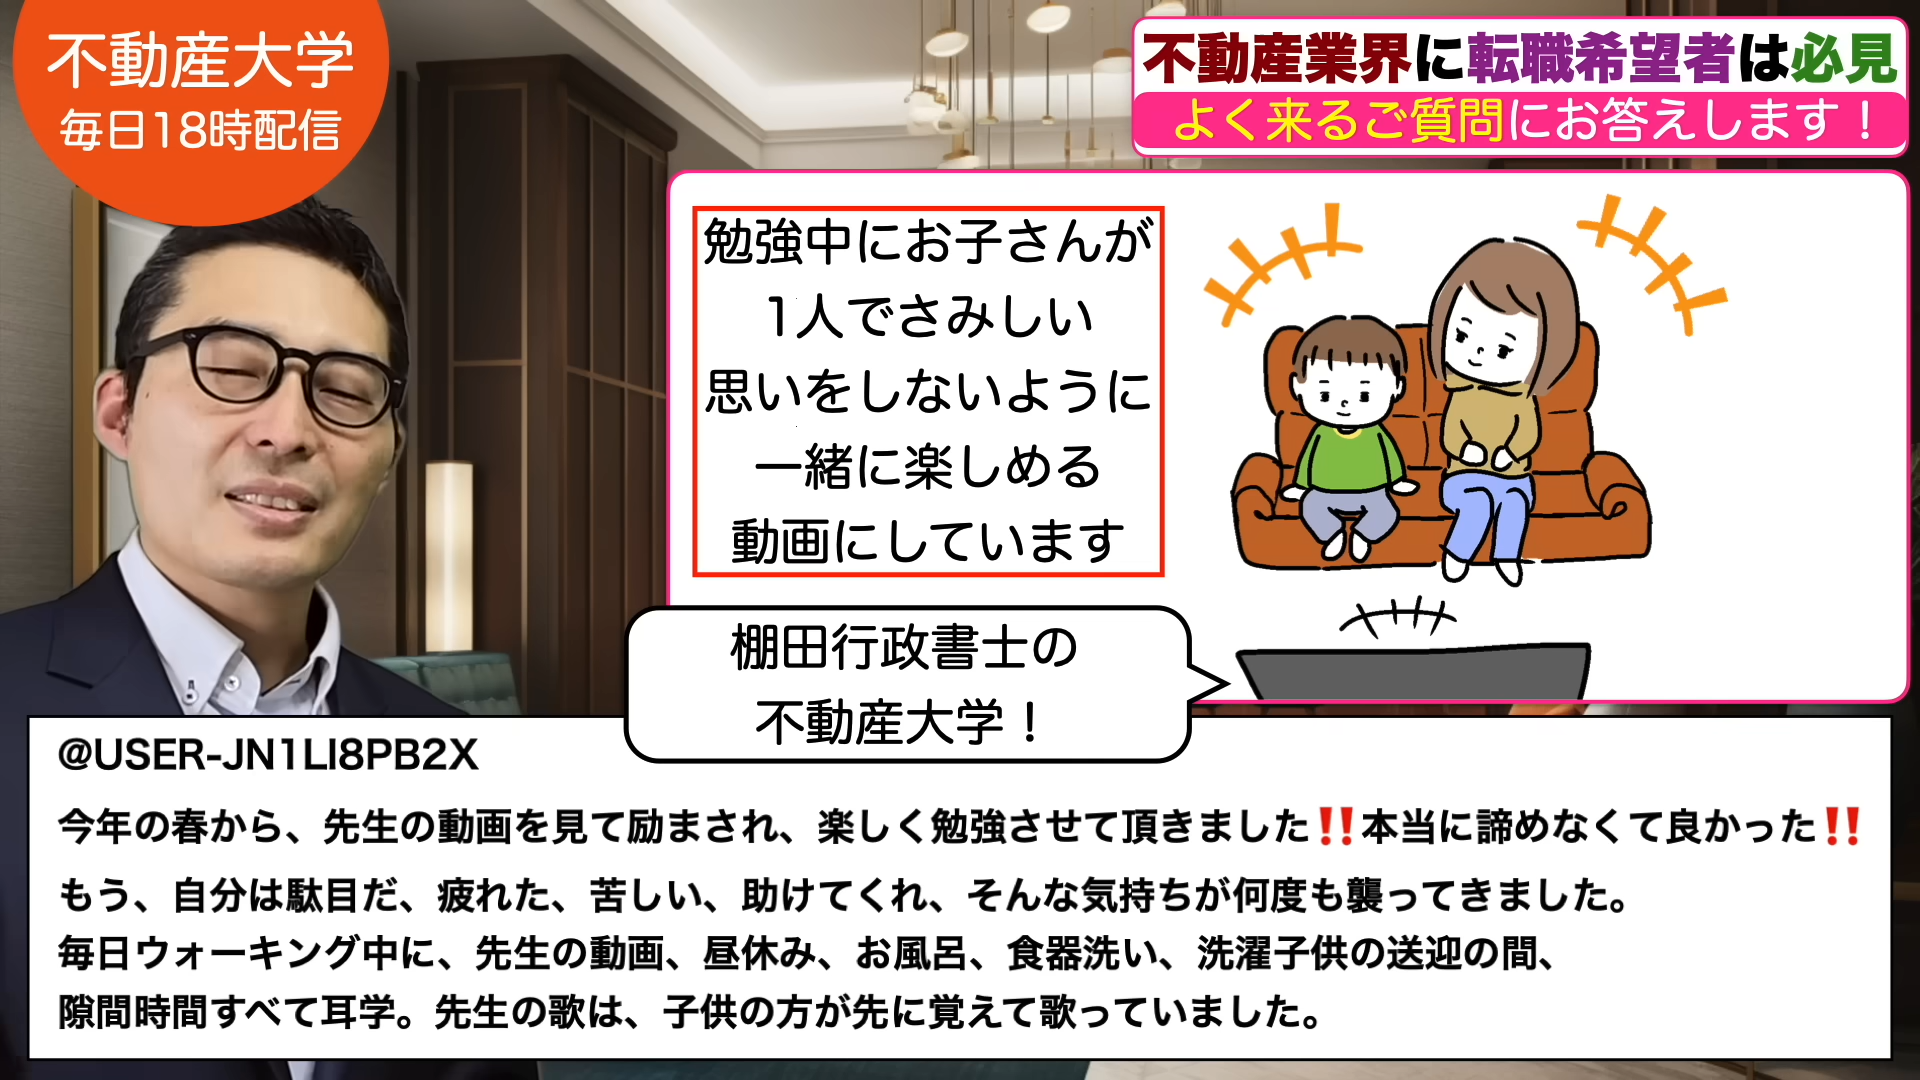 不動産大学
毎日18時配信
不動産業界に転職希望者は必見
よく来るご質問にお答えします！
勉強中にお子さんが
1人でさみしい
思いをしないように
一緒に楽しめる
動画にしています
棚田行政書士の
不動産大学！
@USER-JN1LI8PB2X
今年の春から、先生の動画を見て励まされ、楽しく勉強させて頂きました‼️本当に諦めなくて良かった‼️
もう、自分は駄目だ、疲れた、苦しい、助けてくれ、そんな気持ちが何度も襲ってきました。
毎日ウォーキング中に、先生の動画、昼休み、お風呂、食器洗い、洗濯子供の送迎の間、
隙間時間すべて耳学。先生の歌は、子供の方が先に覚えて歌っていました。